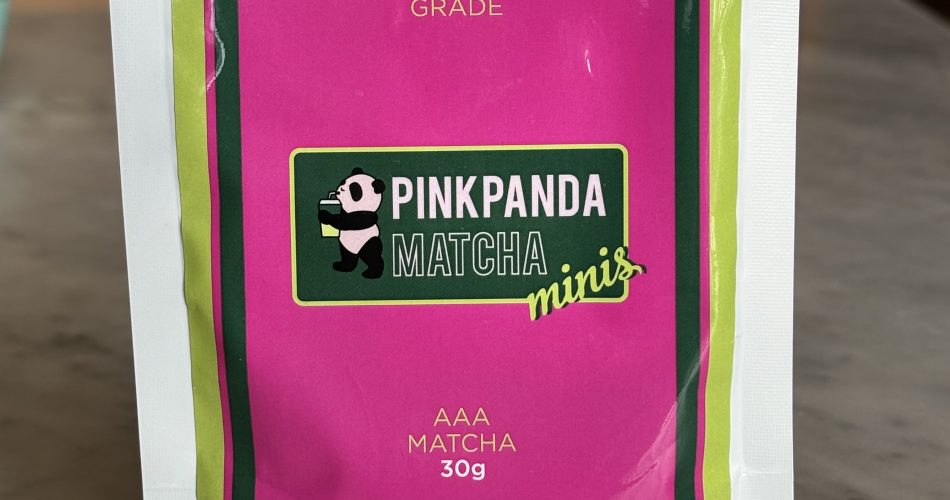 GRADE
PINKPANDA
MATCHA
minis
AAA
MATCHA
30g